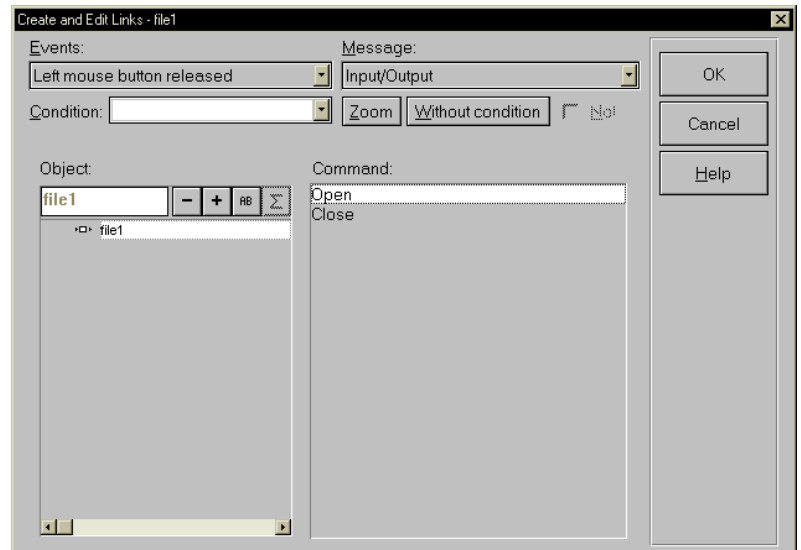 Create and Edit Links - file1
Events:
Message:
Left mouse button released
Input/Output
OK
Condition:
Zoom
Without condition
Not
Cancel
Help
Object:
Command:
file1
- + AB Σ
file1
Open
Close